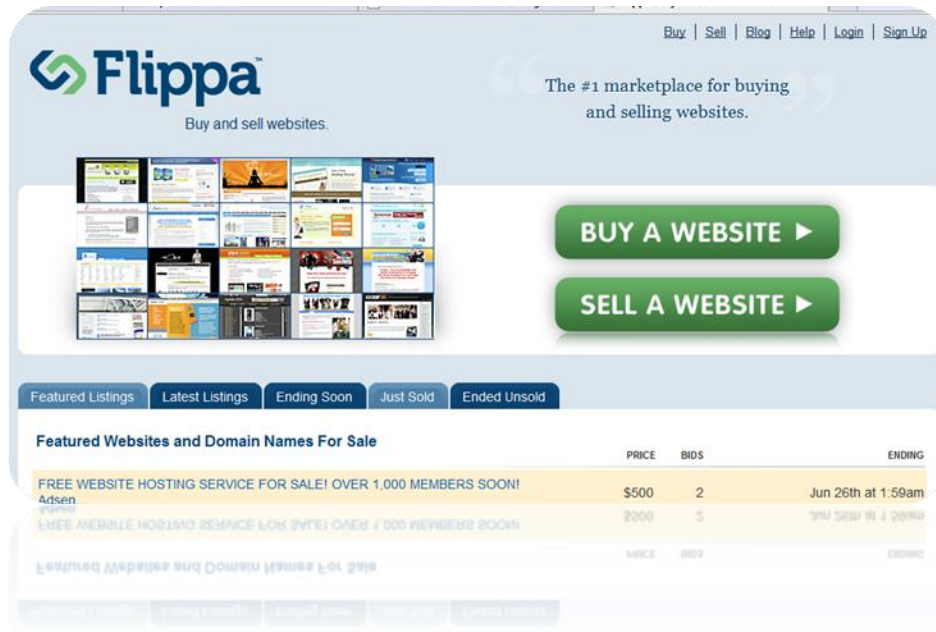 Buy | Sell | Blog | Help | Login | Sign Up
Flippa™
Buy and sell websites.
“The #1 marketplace for buying
and selling websites.”
BUY A WEBSITE
SELL A WEBSITE
Featured Listings Latest Listings Ending Soon Just Sold Ended Unsold
Featured Websites and Domain Names For Sale PRICE BIDS ENDING
FREE WEBSITE HOSTING SERVICE FOR SALE! OVER 1,000 MEMBERS SOON! $500 2 Jun 26th at 1:59am
Adsen...